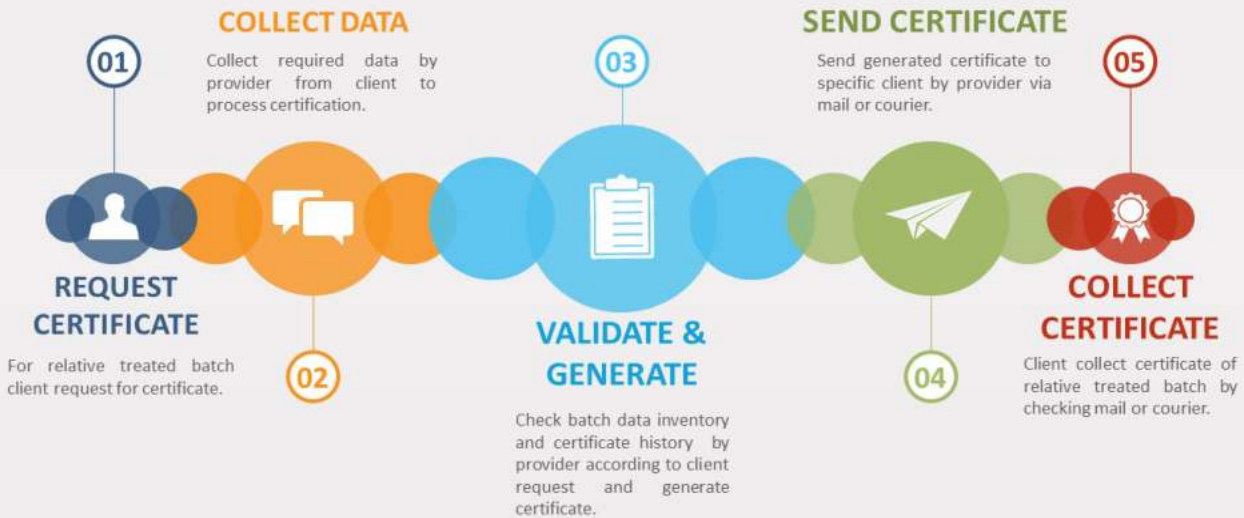 01
REQUEST
CERTIFICATE
For relative treated batch
client request for certificate.
COLLECT DATA
Collect required data by
provider from client to
process certification.
02
03
VALIDATE &
GENERATE
Check batch data inventory
and certificate history by
provider according to client
request and generate
certificate.
SEND CERTIFICATE
Send generated certificate to
specific client by provider via
mail or courier.
04
05
COLLECT
CERTIFICATE
Client collect certificate of
relative treated batch by
checking mail or courier.